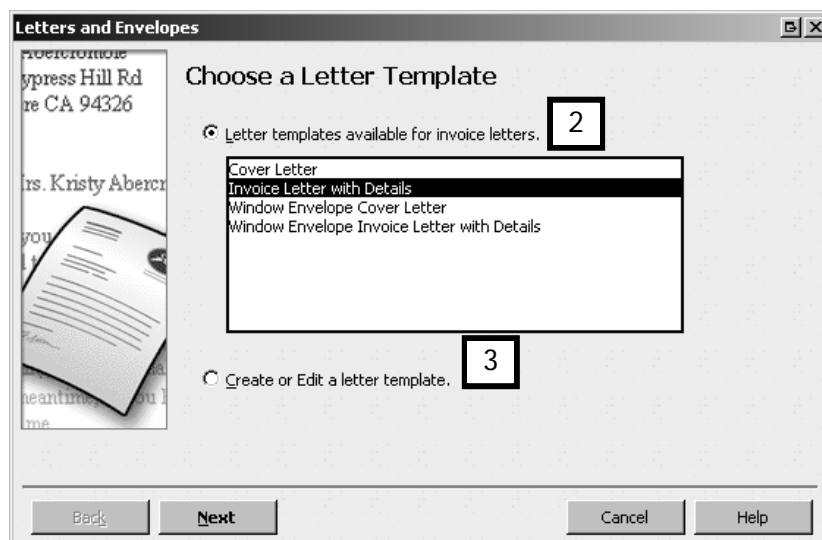 Letters and Envelopes
ypress Hill Rd
re CA 94326
Choose a Letter Template
2
Letter templates available for invoice letters.
Cover Letter
Invoice Letter with Details
Window Envelope Cover Letter
Window Envelope Invoice Letter with Details
rs. Kristy Abercr
you
3
Create or Edit a letter template.
Back
Next
Cancel
Help